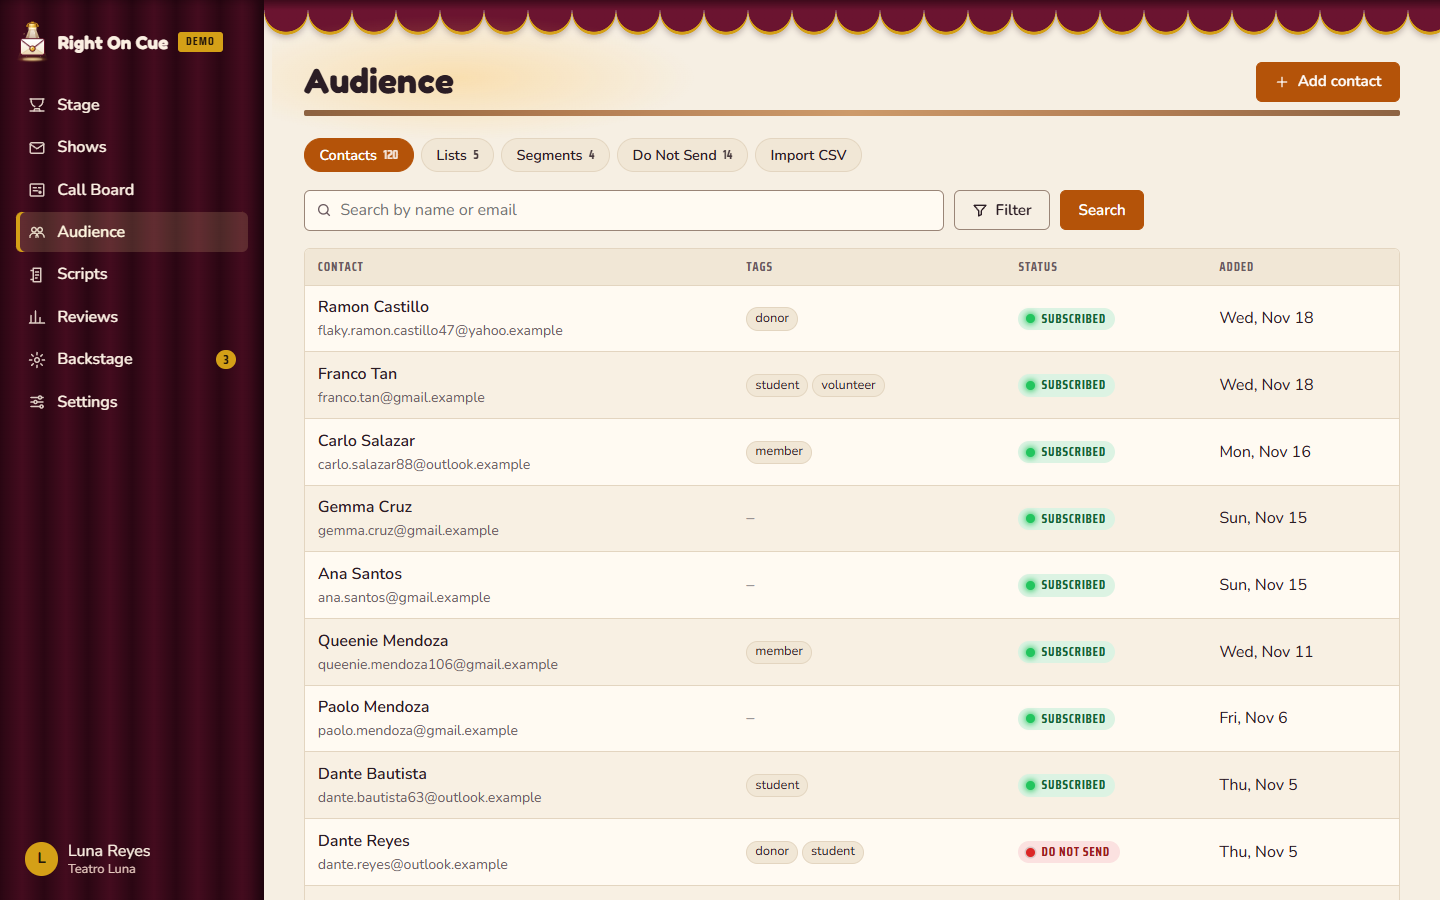 Right On Cue DEMO
Stage
Shows
Call Board
Audience
Scripts
Reviews
Backstage 3
Settings
L
Luna Reyes
Teatro Luna
Audience
+ Add contact
Contacts 120
Lists 5
Segments 4
Do Not Send 14
Import CSV
Search by name or email
Filter
Search
CONTACT TAGS STATUS ADDED
Ramon Castillo
flaky.ramon.castillo47@yahoo.example
donor
SUBSCRIBED
Wed, Nov 18
Franco Tan
franco.tan@gmail.example
student volunteer
SUBSCRIBED
Wed, Nov 18
Carlo Salazar
carlo.salazar88@outlook.example
member
SUBSCRIBED
Mon, Nov 16
Gemma Cruz
gemma.cruz@gmail.example
–
SUBSCRIBED
Sun, Nov 15
Ana Santos
ana.santos@gmail.example
–
SUBSCRIBED
Sun, Nov 15
Queenie Mendoza
queenie.mendoza106@gmail.example
member
SUBSCRIBED
Wed, Nov 11
Paolo Mendoza
paolo.mendoza@gmail.example
–
SUBSCRIBED
Fri, Nov 6
Dante Bautista
dante.bautista63@outlook.example
student
SUBSCRIBED
Thu, Nov 5
Dante Reyes
dante.reyes@outlook.example
donor student
DO NOT SEND
Thu, Nov 5